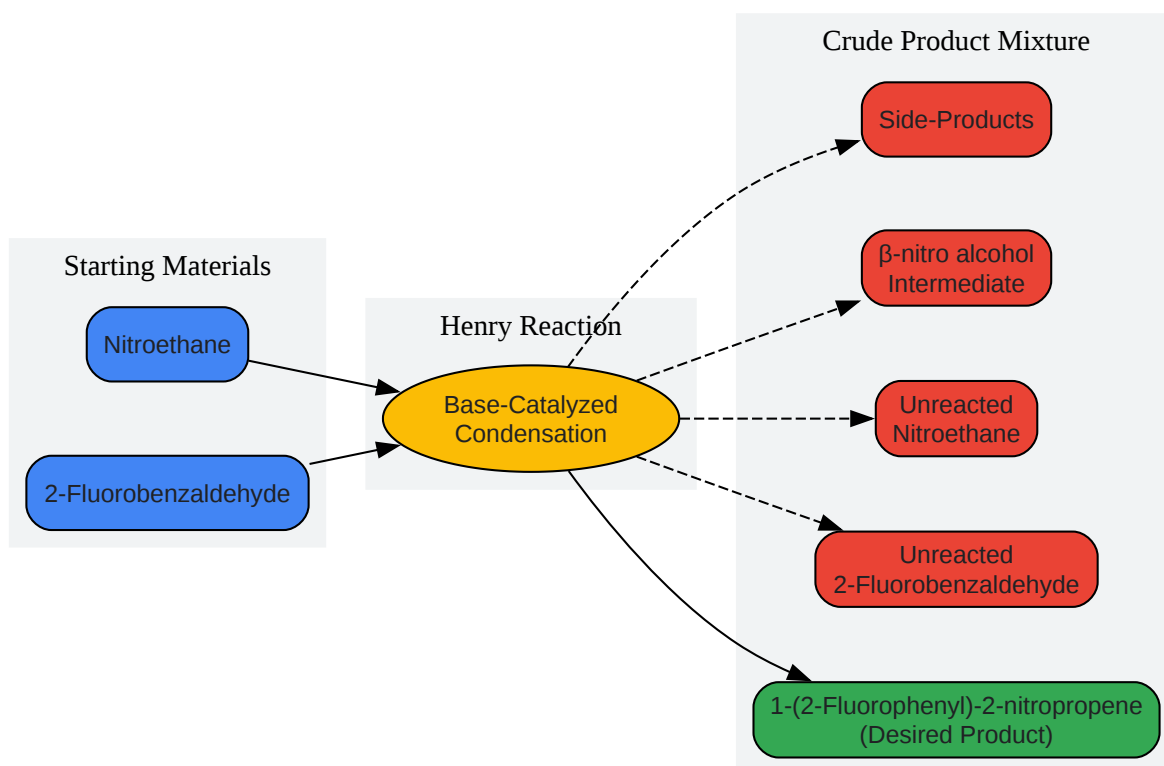 Starting Materials
Nitroethane
2-Fluorobenzaldehyde
Henry Reaction
Base-Catalyzed
Condensation
Crude Product Mixture
Side-Products
β-nitro alcohol
Intermediate
Unreacted
Nitroethane
Unreacted
2-Fluorobenzaldehyde
1-(2-Fluorophenyl)-2-nitropropene
(Desired Product)